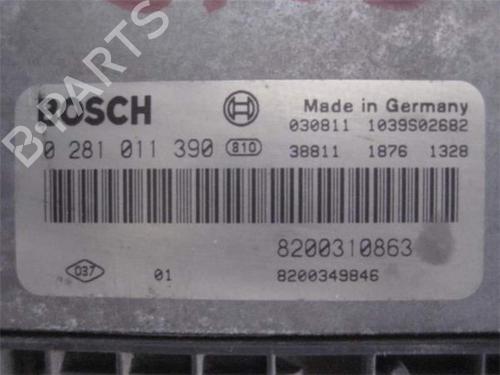 B-PARTS
BOSCH
Made in Germany
0 281 011 390 810
030811 1039S02682
38811 1876 1328
8200310863
037 01 8200349846